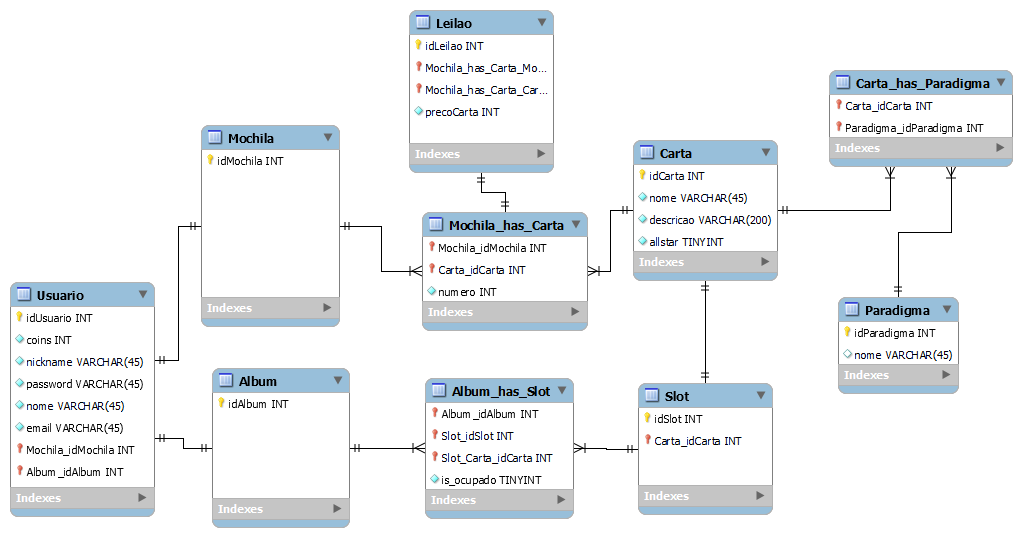 Leilao
idLeilao INT
Mochila_has_Carta_Mo...
Mochila_has_Carta_Car...
precoCarta INT
Indexes
Carta_has_Paradigma
Carta_idCarta INT
Paradigma_idParadigma INT
Indexes
Mochila
idMochila INT
Indexes
Carta
idCarta INT
nome VARCHAR(45)
descricao VARCHAR(200)
allstar TINYINT
Indexes
Mochila_has_Carta
Mochila_idMochila INT
Carta_idCarta INT
numero INT
Indexes
Usuario
idUsuario INT
coins INT
nickname VARCHAR(45)
password VARCHAR(45)
nome VARCHAR(45)
email VARCHAR(45)
Mochila_idMochila INT
Album_idAlbum INT
Indexes
Paradigma
idParadigma INT
nome VARCHAR(45)
Indexes
Album
idAlbum INT
Indexes
Album_has_Slot
Album_idAlbum INT
Slot_idSlot INT
Slot_Carta_idCarta INT
is_ocupado TINYINT
Indexes
Slot
idSlot INT
Carta_idCarta INT
Indexes